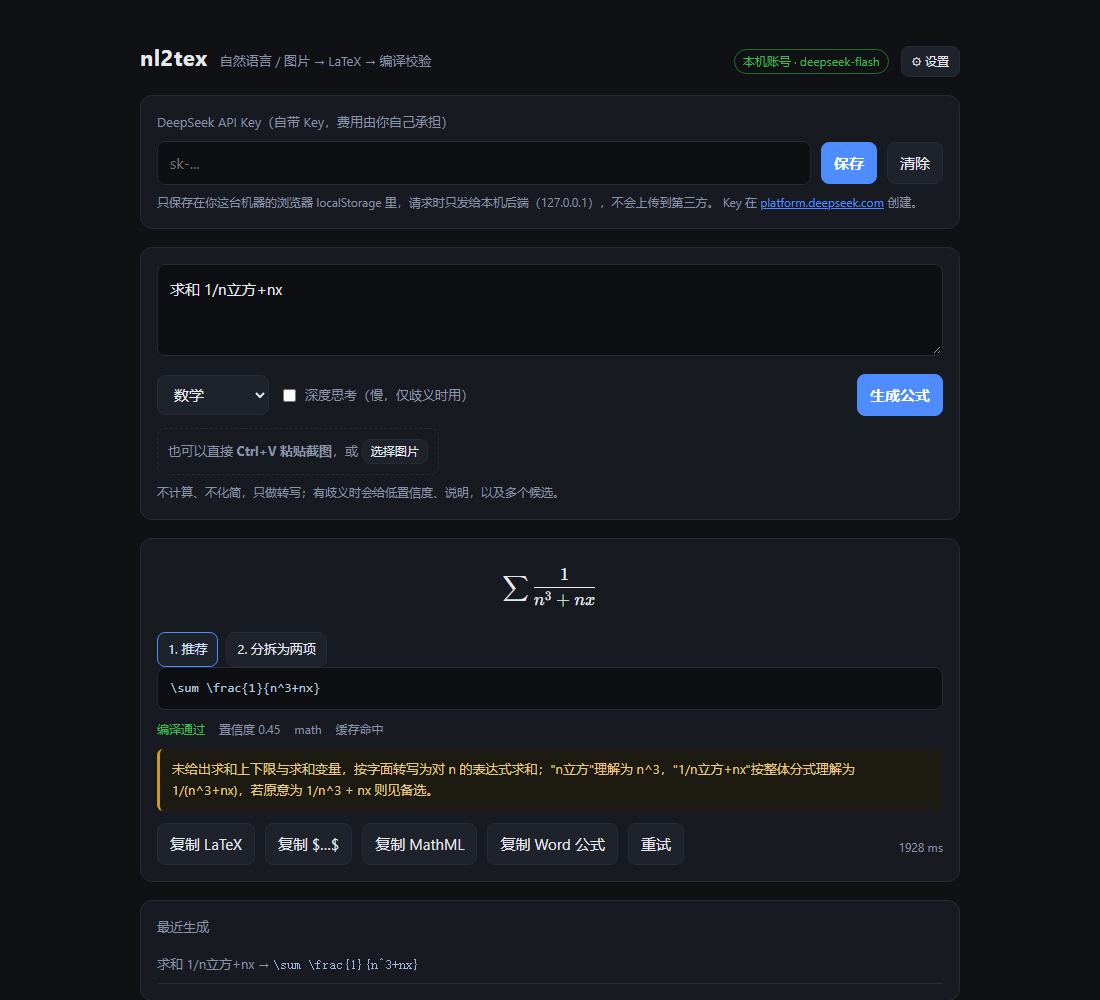 nl2tex 自然语言 / 图片 → LaTeX → 编译校验 本机账号 · deepseek-flash ⚙ 设置
DeepSeek API Key（自带 Key，费用由你自己承担）
sk-... 保存 清除
只保存在你这台机器的浏览器 localStorage 里，请求时只发给本机后端（127.0.0.1），不会上传到第三方。 Key 在 platform.deepseek.com 创建。
求和 1/n立方+nx
数学 深度思考（慢，仅歧义时用） 生成公式
也可以直接 Ctrl+V 粘贴截图，或 选择图片
不计算、不化简，只做转写；有歧义时会给低置信度、说明，以及多个候选。
∑ 1/(n³ + nx)
1. 推荐 2. 分拆为两项
\sum \frac{1}{n^3+nx}
编译通过 置信度 0.45 math 缓存命中
未给出求和上下限与求和变量，按字面转写为对 n 的表达式求和；"n立方"理解为 n^3，"1/n立方+nx"按整体分式理解为
1/(n^3+nx)，若原意为 1/n^3 + nx 则见备选。
复制 LaTeX 复制 $...$ 复制 MathML 复制 Word 公式 重试 1928 ms
最近生成
求和 1/n立方+nx → \sum \frac{1}{n^3+nx}